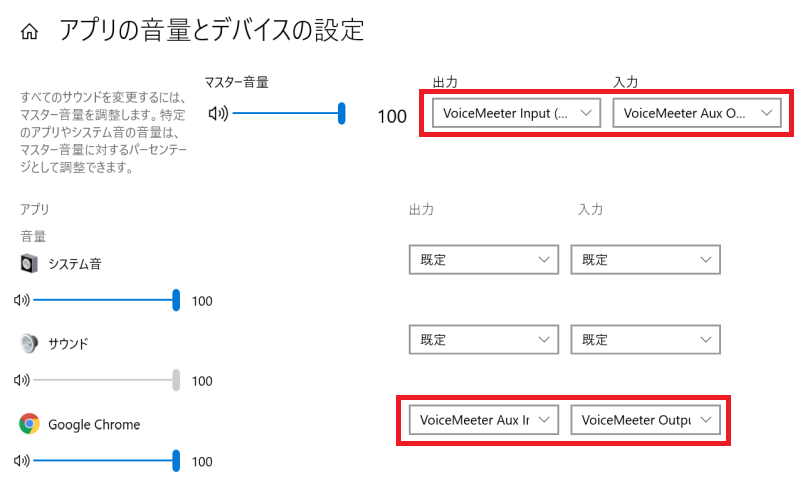 アプリの音量とデバイスの設定
すべてのサウンドを変更するには、
マスター音量を調整します。特定
のアプリやシステム音の音量は、
マスター音量に対するパーセンテー
ジとして調整できます。
マスター音量
100
出力 入力
VoiceMeeter Input (... VoiceMeeter Aux O...
アプリ 出力 入力
音量
システム音 既定 既定
100
サウンド 既定 既定
100
Google Chrome VoiceMeeter Aux Ir VoiceMeeter Outpu
100